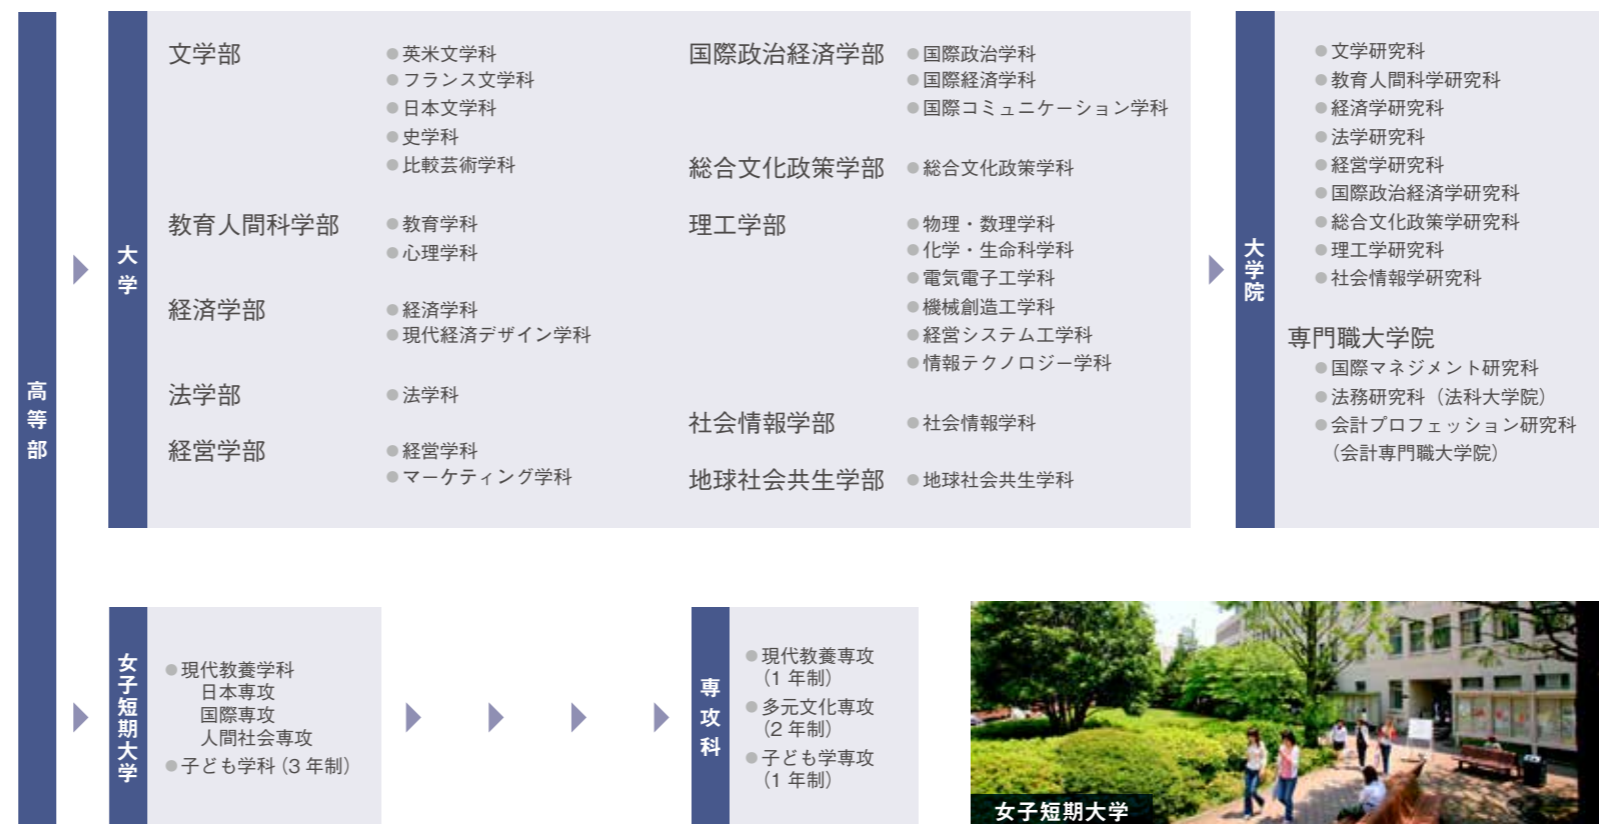 高等部
大学
文学部
●英米文学科
●フランス文学科
●日本文学科
●史学科
●比較芸術学科
教育人間科学部
●教育学科
●心理学科
経済学部
●経済学科
●現代経済デザイン学科
法学部
●法学科
経営学部
●経営学科
●マーケティング学科
国際政治経済学部
●国際政治学科
●国際経済学科
●国際コミュニケーション学科
総合文化政策学部
●総合文化政策学科
理工学部
●物理・数理学科
●化学・生命科学科
●電気電子工学科
●機械創造工学科
●経営システム工学科
●情報テクノロジー学科
社会情報学部
●社会情報学科
地球社会共生学部
●地球社会共生学科
大学院
●文学研究科
●教育人間科学研究科
●経済学研究科
●法学研究科
●経営学研究科
●国際政治経済学研究科
●総合文化政策学研究科
●理工学研究科
●社会情報学研究科
専門職大学院
●国際マネジメント研究科
●法務研究科（法科大学院）
●会計プロフェッション研究科
（会計専門職大学院）
女子短期大学
●現代教養学科
日本専攻
国際専攻
人間社会専攻
●子ども学科（3 年制）
専攻科
●現代教養専攻
（1 年制）
●多元文化専攻
（2 年制）
●子ども学専攻
（1 年制）
女子短期大学